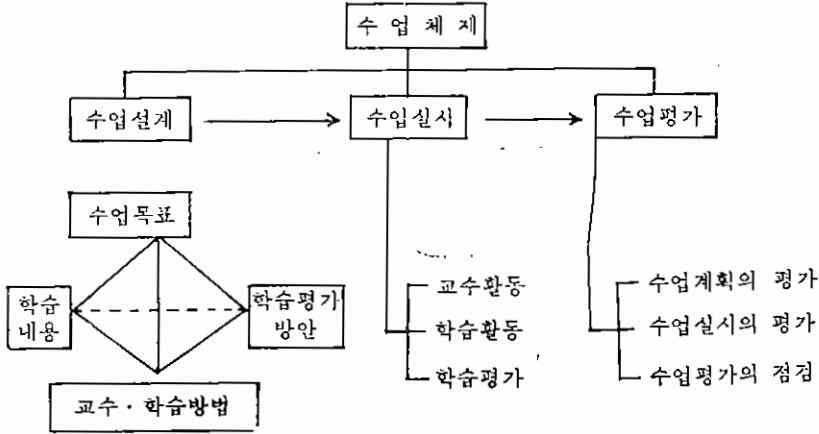 수업체제
수업설계
수업실시
수업평가
수업목표
학습
내용
학습평가
방안
교수·학습방법
교수활동
학습활동
학습평가
수업계획의 평가
수업실시의 평가
수업평가의 점검